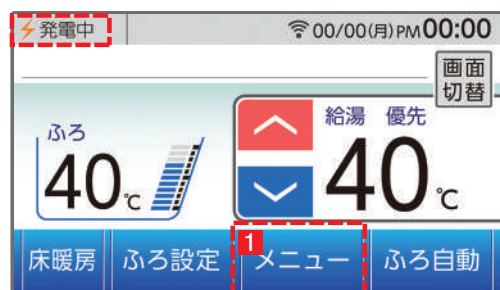 発電中 00/00(月)PM00:00
画面
切替
ふろ
40℃
給湯 優先
40℃
1
床暖房 ふろ設定 メニュー ふろ自動